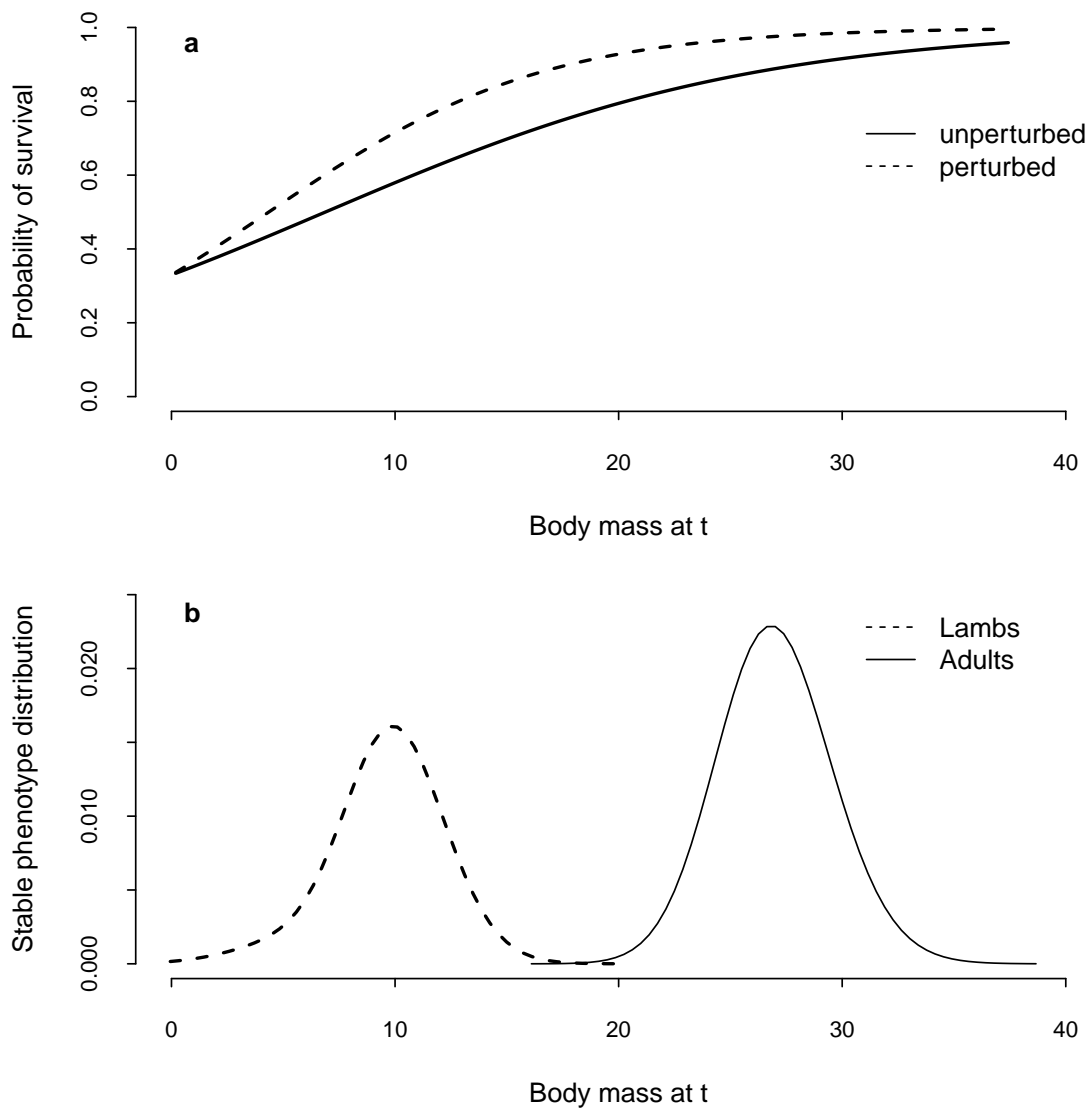 a
Probability of survival
1.0
0.8
0.6
0.4
0.2
0.0
unperturbed
perturbed
0 10 20 30 40
Body mass at t
b
Stable phenotype distribution
0.020
0.010
0.000
Lambs
Adults
0 10 20 30 40
Body mass at t